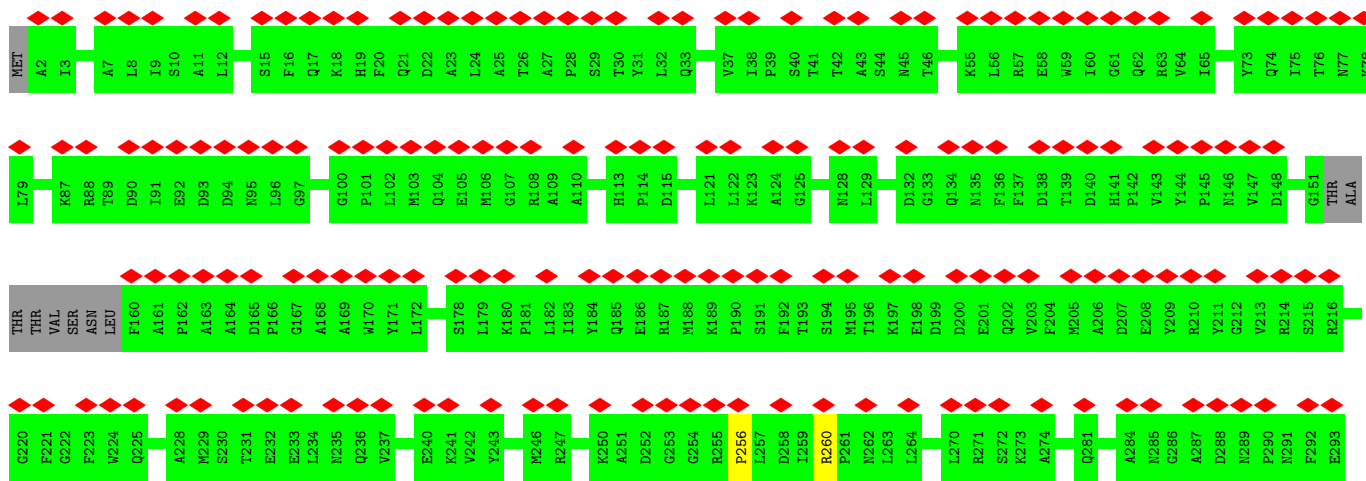 MET A2 I3 A7 L8 I9 S10 A11 L12 S15 F16 Q17 K18 H19 F20 Q21 D22 A23 L24 A25 T26 A27 P28 S29 T30 Y31 L32 Q33 V37 I38 P39 S40 T41 T42 A43 S44 N45 T46 K55 L56 R57 E58 W59 I60 G61 Q62 R63 V64 I65 Y73 Q74 I75 T76 N77 K78
L79 K87 R88 T89 D90 I91 E92 D93 D94 N95 L96 G97 G100 P101 L102 M103 Q104 E105 M106 G107 R108 A109 A110 H113 P114 D115 L121 L122 K123 A124 G125 N128 L129 D132 G133 Q134 N135 F136 F137 D138 T139 D140 H141 P142 V143 Y144 P145 N146 V147 D148 G151 THR ALA
THR THR VAL SER ASN LEU F160 A161 P162 A163 A164 D165 P166 G167 A168 A169 W170 Y171 L172 S178 L179 K180 P181 L182 I183 Y184 Q185 E186 R187 M188 K189 P190 S191 F192 T193 S194 M195 T196 K197 E198 D199 D200 E201 Q202 V203 F204 M205 A206 D207 E208 Y209 R210 Y211 G212 V213 R214 S215 R216
G220 F221 G222 F223 W224 Q225 A228 M229 S230 T231 E232 E233 L234 N235 Q236 V237 E240 K241 V242 Y243 M246 R247 K250 A251 D252 G253 G254 R255 P256 L257 D258 I259 R260 P261 N262 L263 L264 L270 R271 S272 K273 A274 Q281 A284 N285 G286 A287 D288 N289 P290 N291 F292 E293